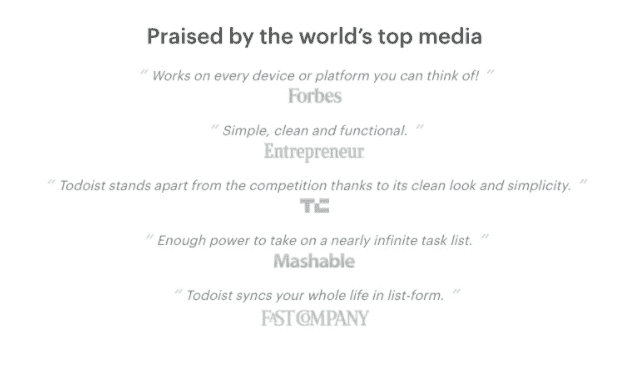 Praised by the world's top media
" Works on every device or platform you can think of! "
Forbes
" Simple, clean and functional. "
Entrepreneur
" Todoist stands apart from the competition thanks to its clean look and simplicity. "
TC
" Enough power to take on a nearly infinite task list. "
Mashable
" Todoist syncs your whole life in list-form. "
FAST COMPANY